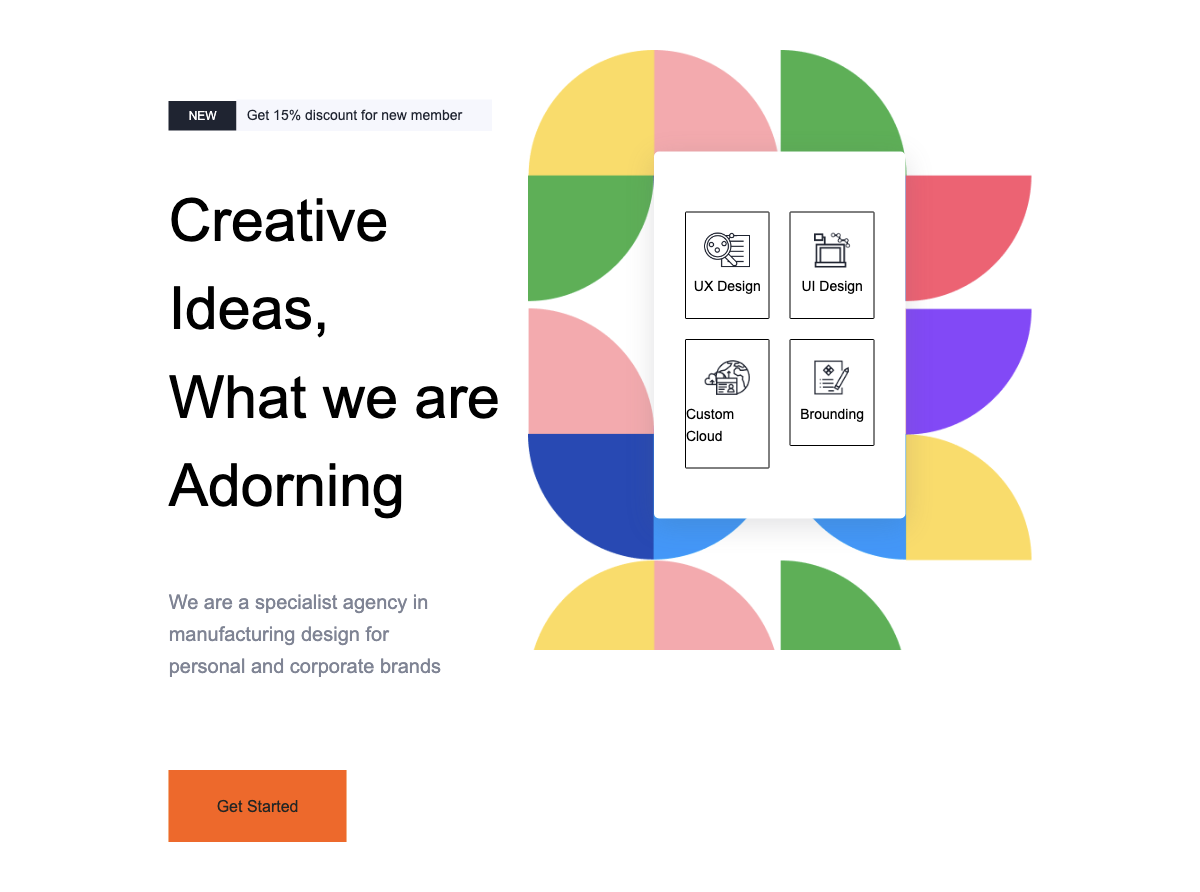 NEW Get 15% discount for new member
Creative
Ideas,
What we are
Adorning
We are a specialist agency in
manufacturing design for
personal and corporate brands
Get Started
UX Design
UI Design
Custom
Cloud
Brounding